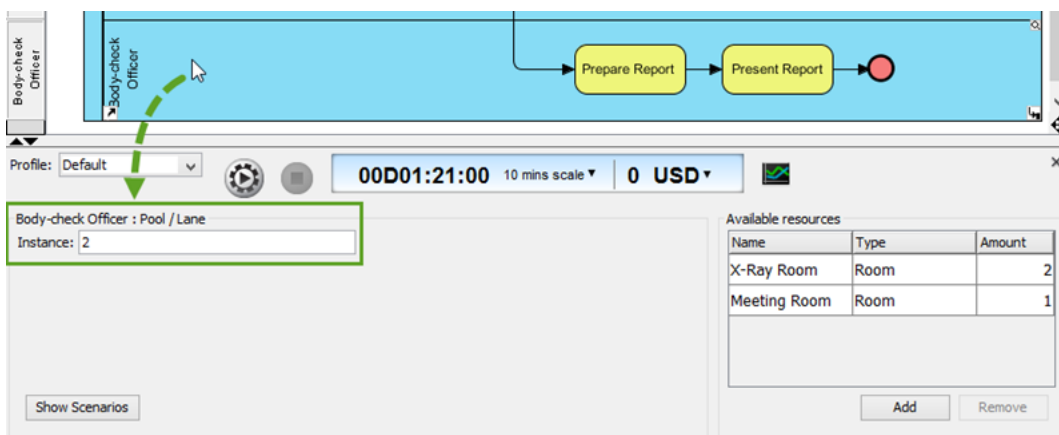 Body-check
Officer
Body-check
Officer
Prepare Report
Present Report
Profile: Default
00D01:21:00 10 mins scale 0 USD
Body-check Officer : Pool / Lane
Instance: 2
Available resources
Name Type Amount
X-Ray Room Room 2
Meeting Room Room 1
Show Scenarios
Add Remove